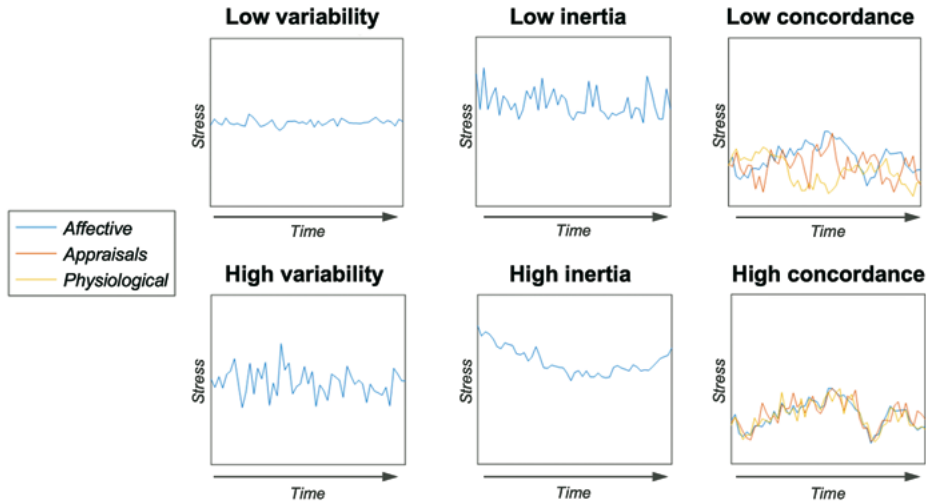 Low variability
Low inertia
Low concordance
Stress
Stress
Stress
Time
Time
Time
Affective
Appraisals
Physiological
High variability
High inertia
High concordance
Stress
Stress
Stress
Time
Time
Time